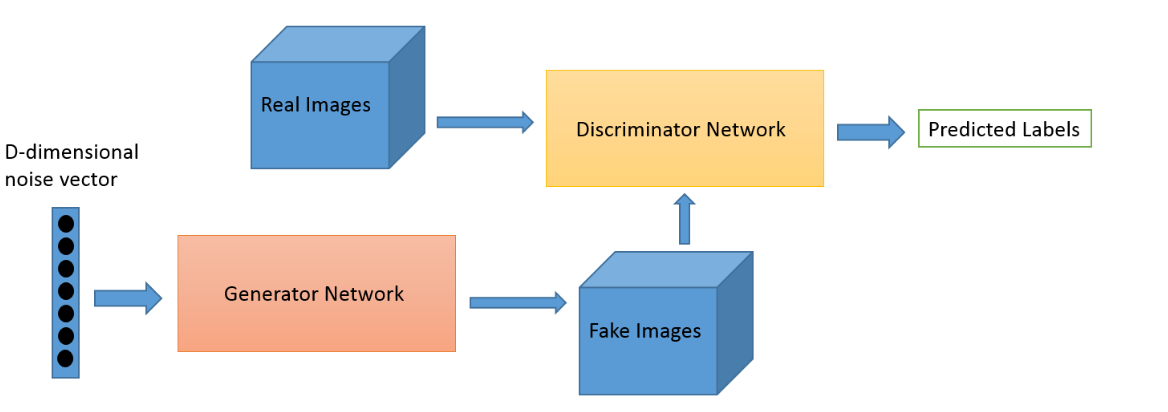 Real Images
Discriminator Network
Predicted Labels
D-dimensional
noise vector
Generator Network
Fake Images